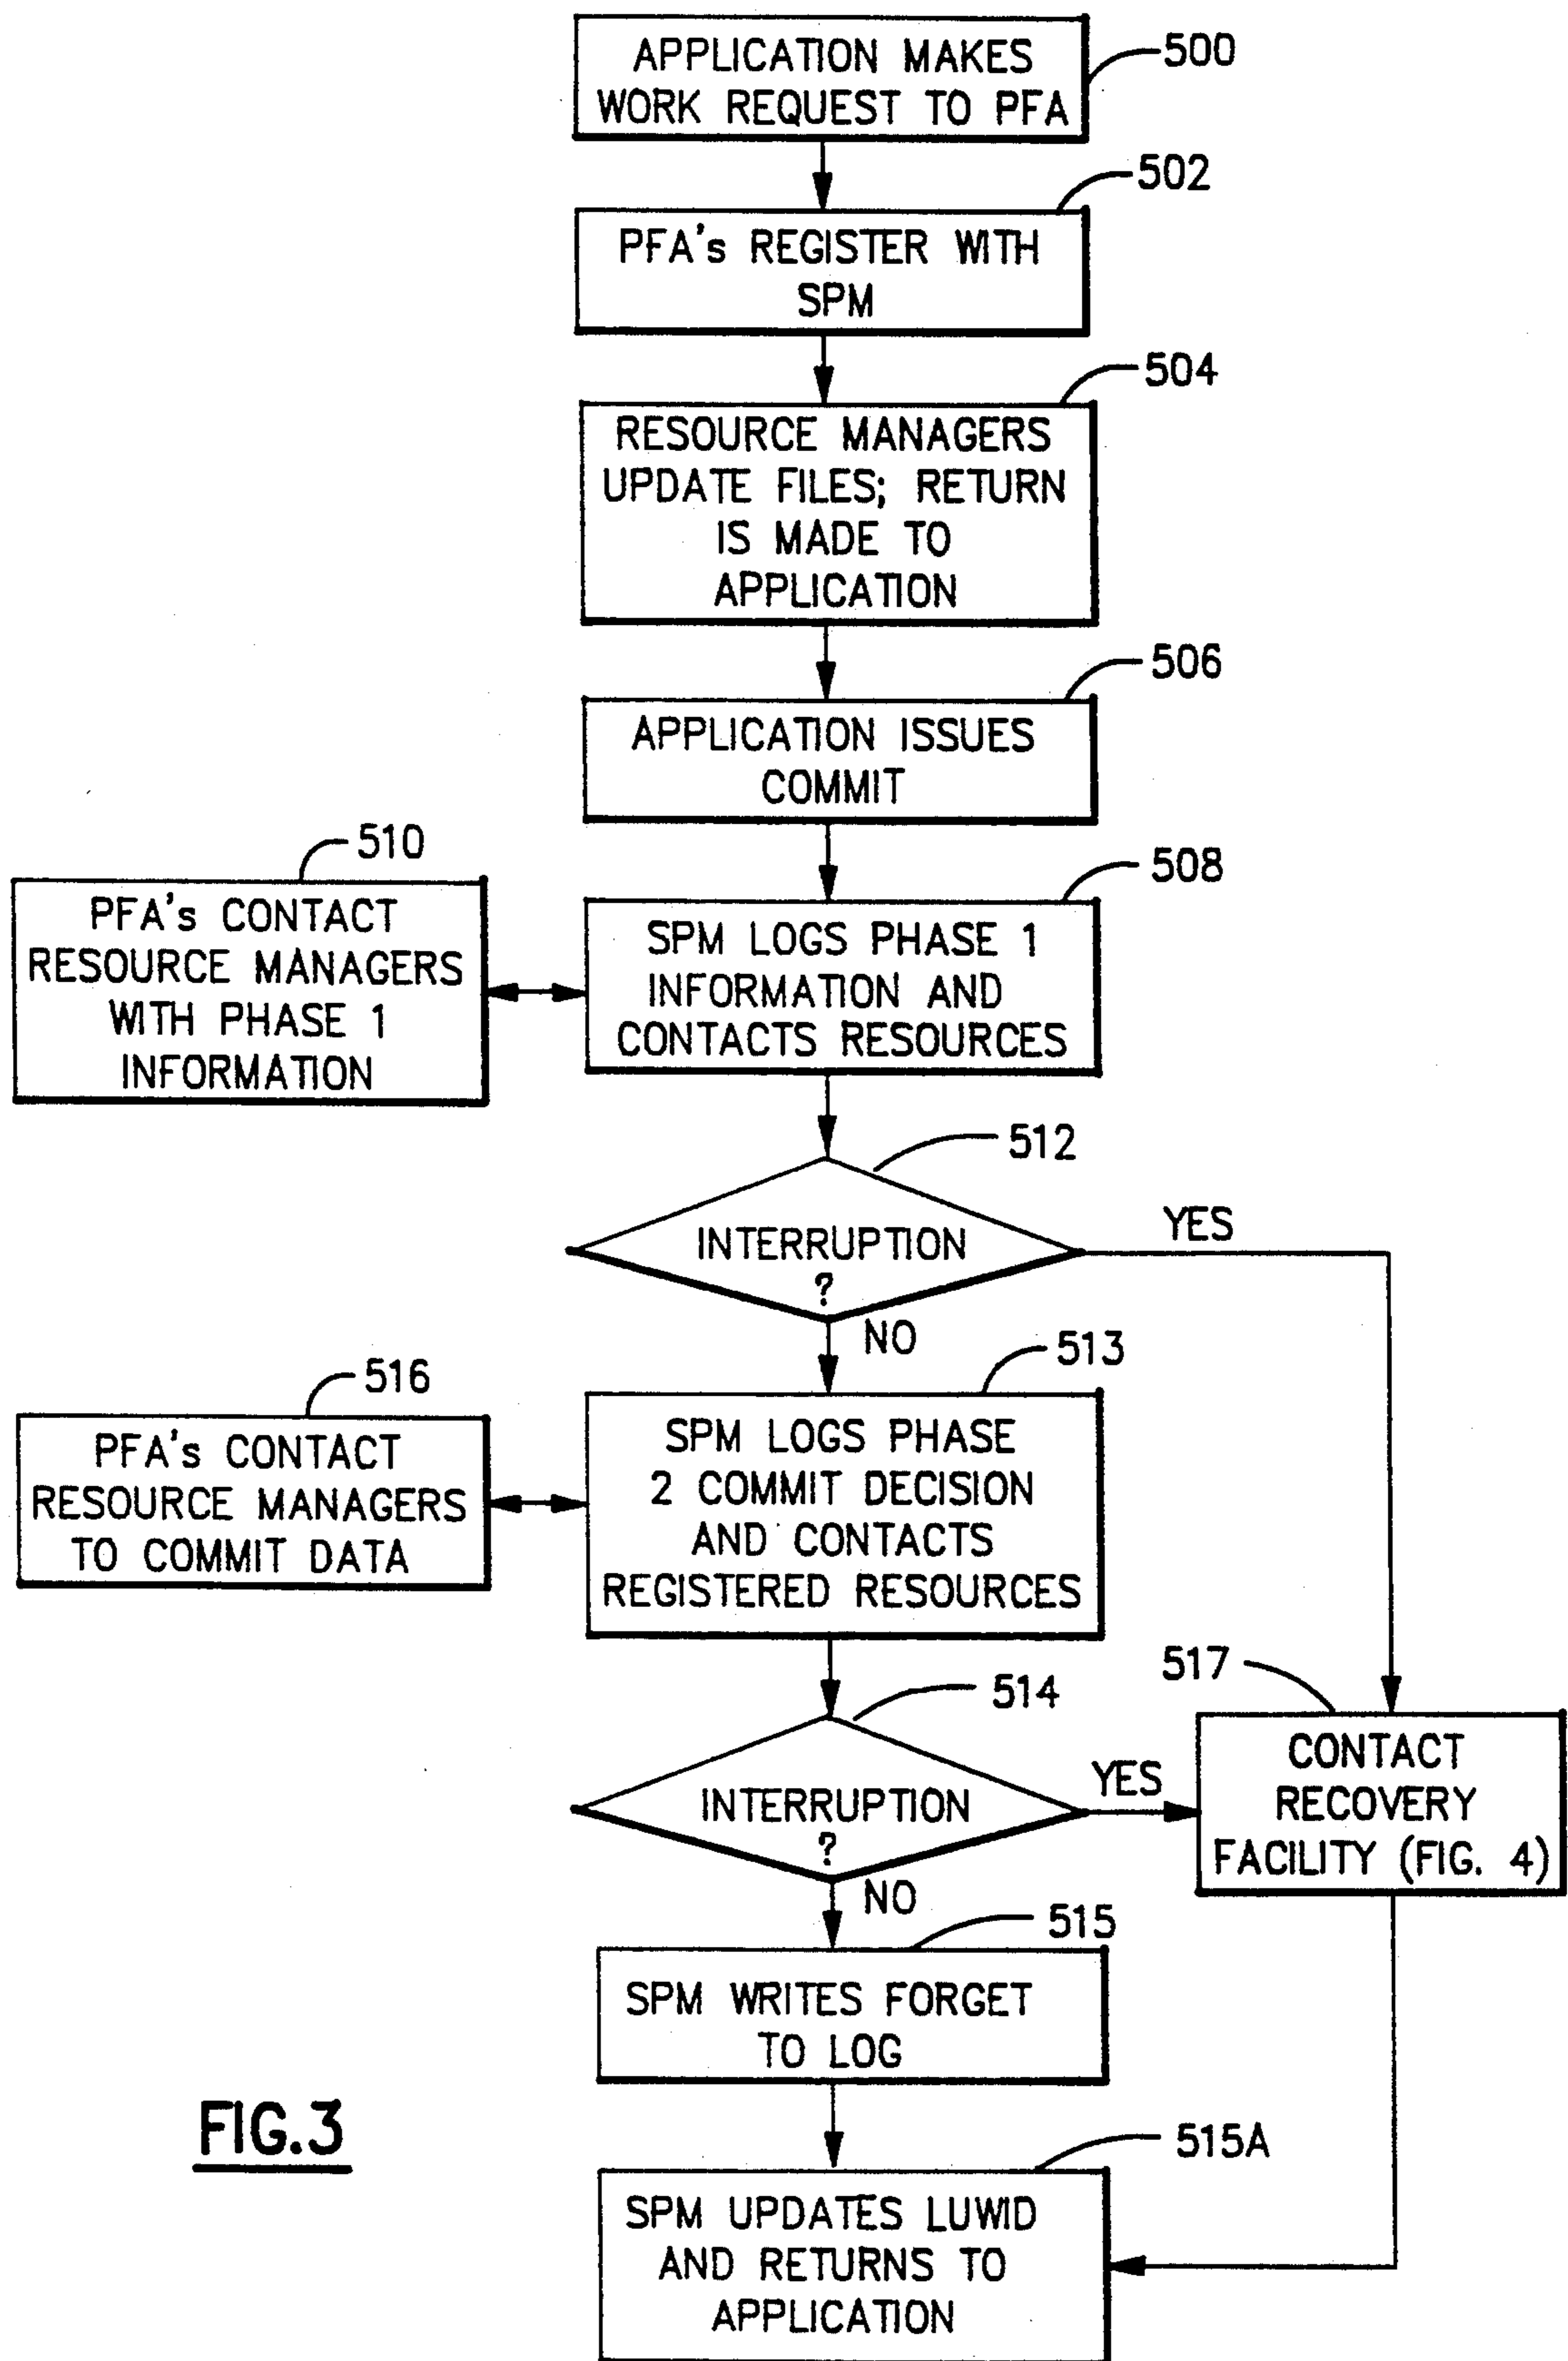 APPLICATION MAKES
WORK REQUEST TO PFA
500
PFA's REGISTER WITH
SPM
502
RESOURCE MANAGERS
UPDATE FILES; RETURN
IS MADE TO
APPLICATION
504
APPLICATION ISSUES
COMMIT
506
SPM LOGS PHASE 1
INFORMATION AND
CONTACTS RESOURCES
508
PFA's CONTACT
RESOURCE MANAGERS
WITH PHASE 1
INFORMATION
510
INTERRUPTION
?
512
YES
NO
SPM LOGS PHASE
2 COMMIT DECISION
AND CONTACTS
REGISTERED RESOURCES
513
PFA's CONTACT
RESOURCE MANAGERS
TO COMMIT DATA
516
INTERRUPTION
?
514
YES
NO
CONTACT
RECOVERY
FACILITY (FIG. 4)
517
SPM WRITES FORGET
TO LOG
515
SPM UPDATES LUWID
AND RETURNS TO
APPLICATION
515A
FIG.3